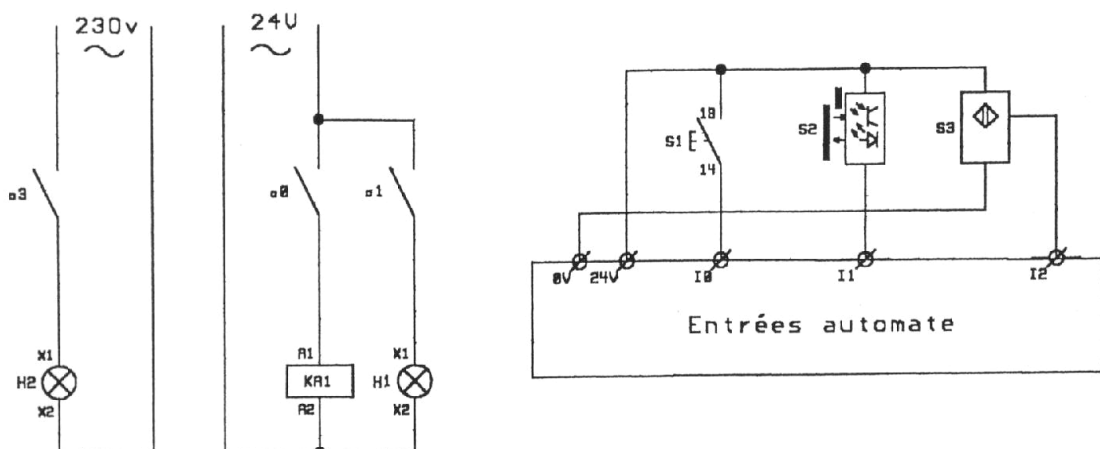 230v
24V
o3
o0
o1
X1
H2
X2
A1
KA1
A2
X1
H1
X2
13
S1
14
S2
S3
0V
24V
I0
I1
I2
Entrées automate